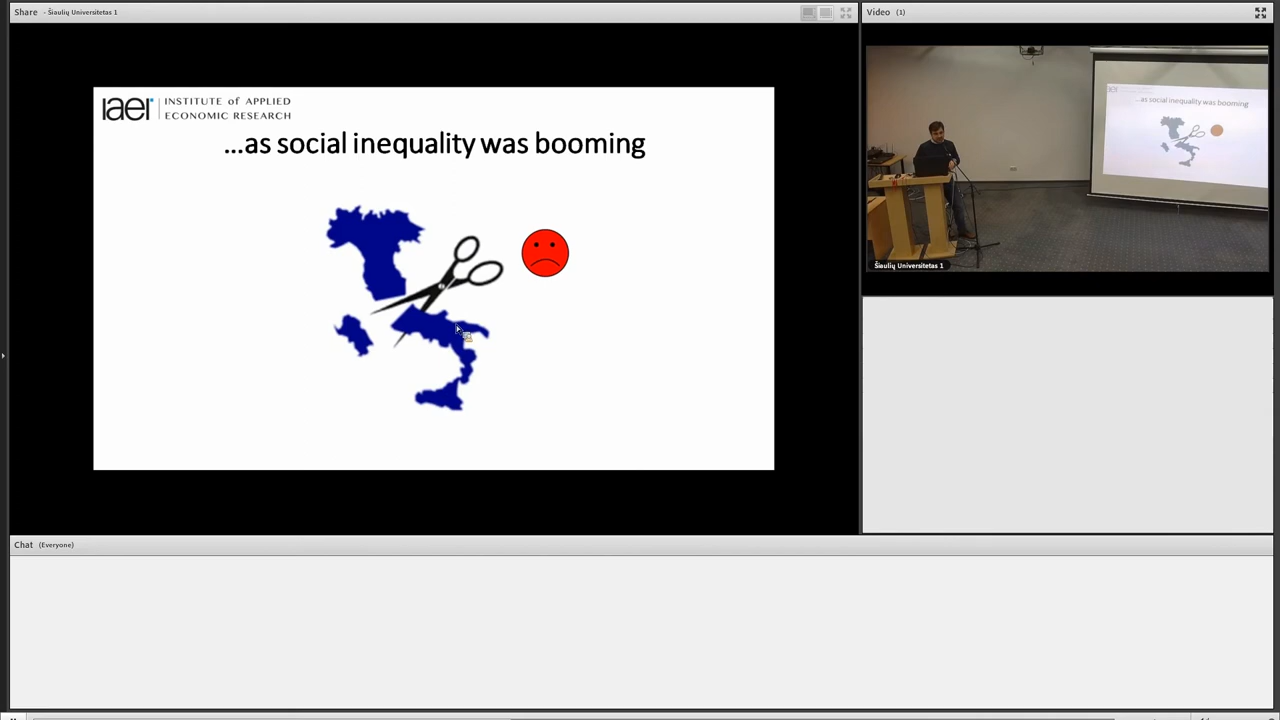 Share - Šiaulių Universitetas 1
Video (1)
iaer INSTITUTE of APPLIED
ECONOMIC RESEARCH
...as social inequality was booming
...as social inequality was booming
Šiaulių Universitetas 1
Chat (Everyone)